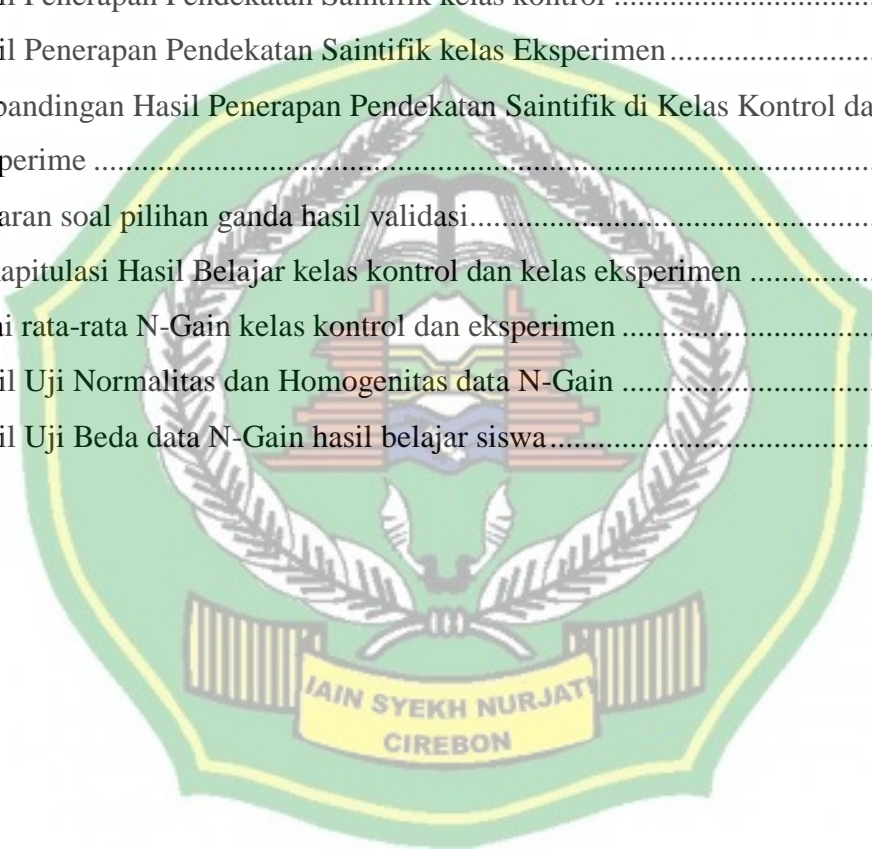 il Penerapan Pendekatan Saintifik kelas kontrol ..............................
il Penerapan Pendekatan Saintifik kelas Eksperimen..............................
bandingan Hasil Penerapan Pendekatan Saintifik di Kelas Kontrol da
perime ..............................................................................................
aran soal pilihan ganda hasil validasi..................................................
apitulasi Hasil Belajar kelas kontrol dan kelas eksperimen ...............
ai rata-rata N-Gain kelas kontrol dan eksperimen ...............................
il Uji Normalitas dan Homogenitas data N-Gain ...............................
il Uji Beda data N-Gain hasil belajar siswa........................................
IAIN SYEKH NURJATI
CIREBON